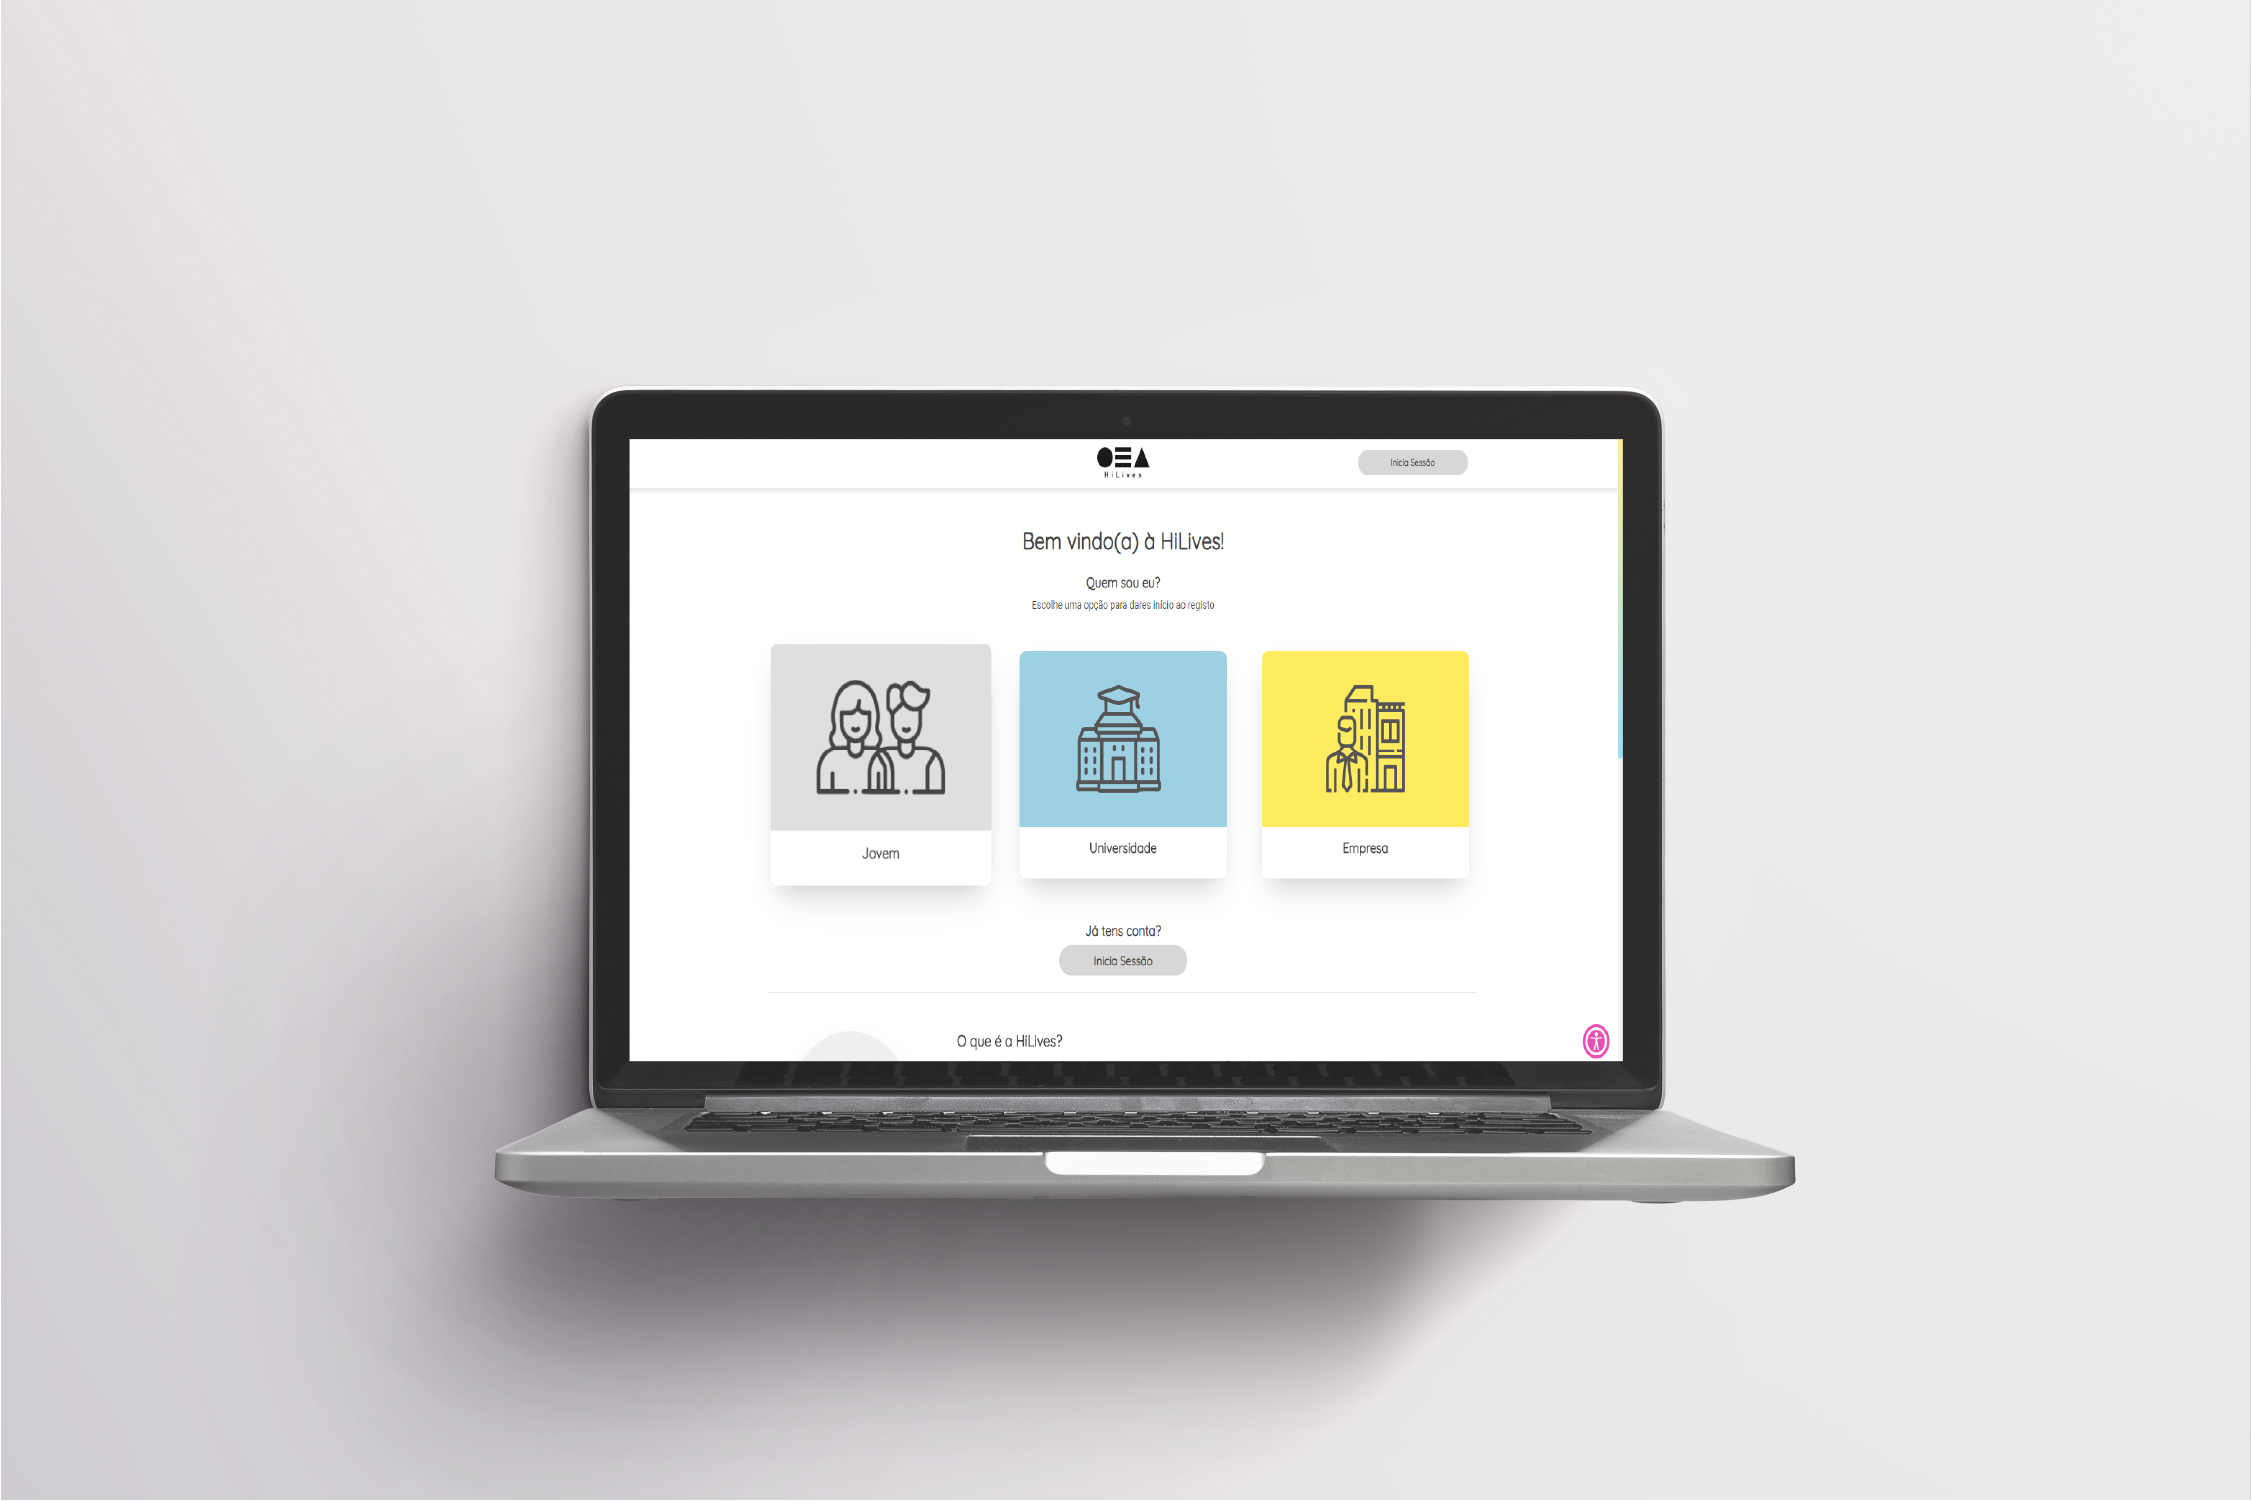 HiLives
Inicia Sessão
Bem vindo(a) à HiLives!
Quem sou eu?
Escolhe uma opção para dares início ao registo
Jovem
Universidade
Empresa
Já tens conta?
Inicia Sessão
O que é a HiLives?